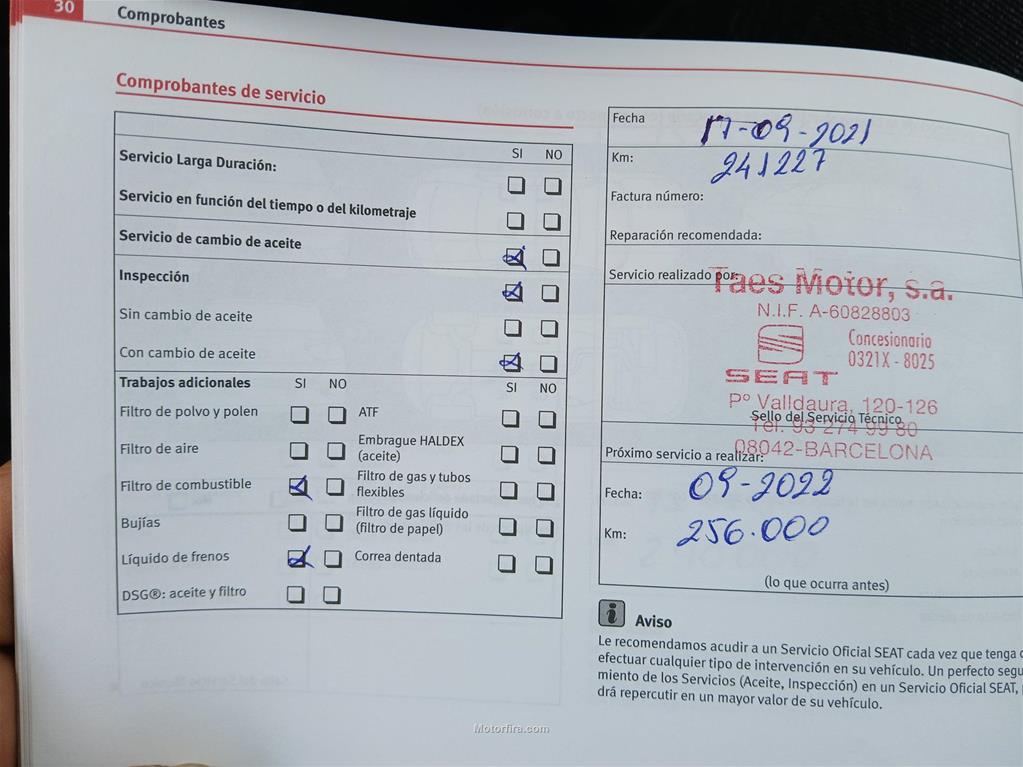 30
Comprobantes
Comprobantes de servicio
SI NO
Servicio Larga Duración:
Servicio en función del tiempo o del kilometraje
Servicio de cambio de aceite
Inspección
Sin cambio de aceite
Con cambio de aceite
Trabajos adicionales SI NO SI NO
Filtro de polvo y polen ATF
Filtro de aire Embrague HALDEX
(aceite)
Filtro de combustible Filtro de gas y tubos
flexibles
Bujías Filtro de gas líquido
(filtro de papel)
Líquido de frenos Correa dentada
DSG®: aceite y filtro
Fecha 17-09-2021
Km: 241227
Factura número:
Reparación recomendada:
Servicio realizado por:
Taes Motor, s.a.
N.I.F. A-60828803
Concesionario
0321X - 8025
SEAT
Pº Valldaura, 120-126
Sello del Servicio Técnico
Tel. 93 274 99 80
08042-BARCELONA
Próximo servicio a realizar:
Fecha: 09-2022
Km: 256.000
(lo que ocurra antes)
i Aviso
Le recomendamos acudir a un Servicio Oficial SEAT cada vez que tenga
efectuar cualquier tipo de intervención en su vehículo. Un perfecto segu
miento de los Servicios (Aceite, Inspección) en un Servicio Oficial SEAT,
drá repercutir en un mayor valor de su vehículo.
Motorfira.com